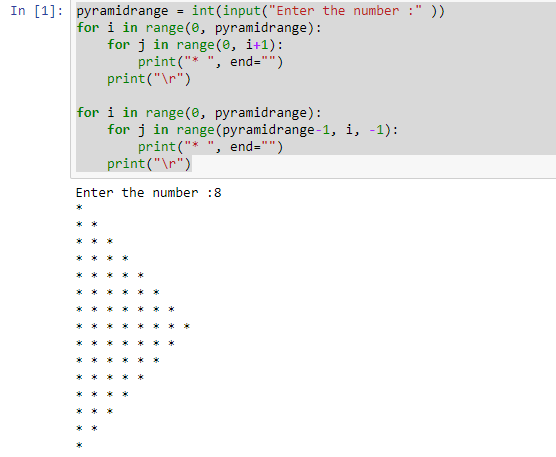 In [1]: pyramidrange = int(input("Enter the number :" ))
for i in range(0, pyramidrange):
    for j in range(0, i+1):
        print("* ", end="")
    print("\r")

for i in range(0, pyramidrange):
    for j in range(pyramidrange-1, i, -1):
        print("* ", end="")
    print("\r")
Enter the number :8
*
* *
* * *
* * * *
* * * * *
* * * * * *
* * * * * * *
* * * * * * * *
* * * * * * *
* * * * * *
* * * * *
* * * *
* * *
* *
*